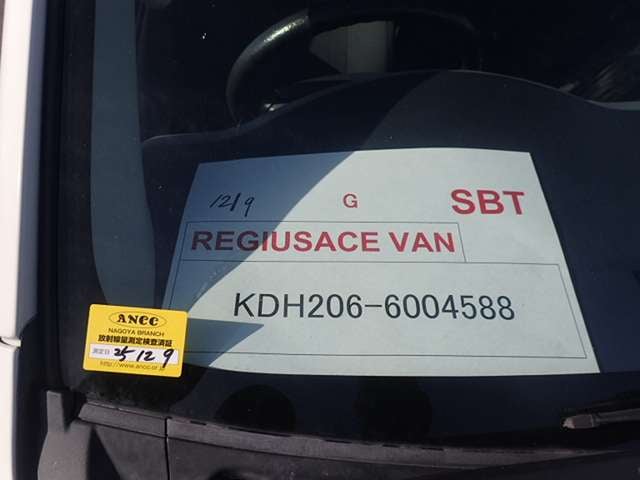 12/9 G SBT
REGIUSACE VAN
KDH206-6004588
ANCC
NAGOYA BRANCH
放射線量測定検査済証
測定日 25 12 9
http://www.ancc-or.jp